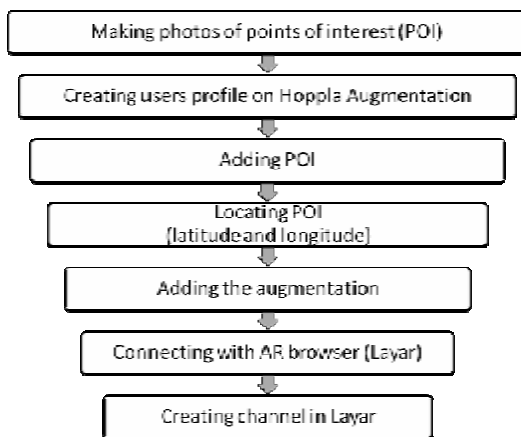 Making photos of points of interest (POI)
Creating users profile on Hoppla Augmentation
Adding POI
Locating POI
(latitude and longitude)
Adding the augmentation
Connecting with AR browser (Layar)
Creating channel in Layar